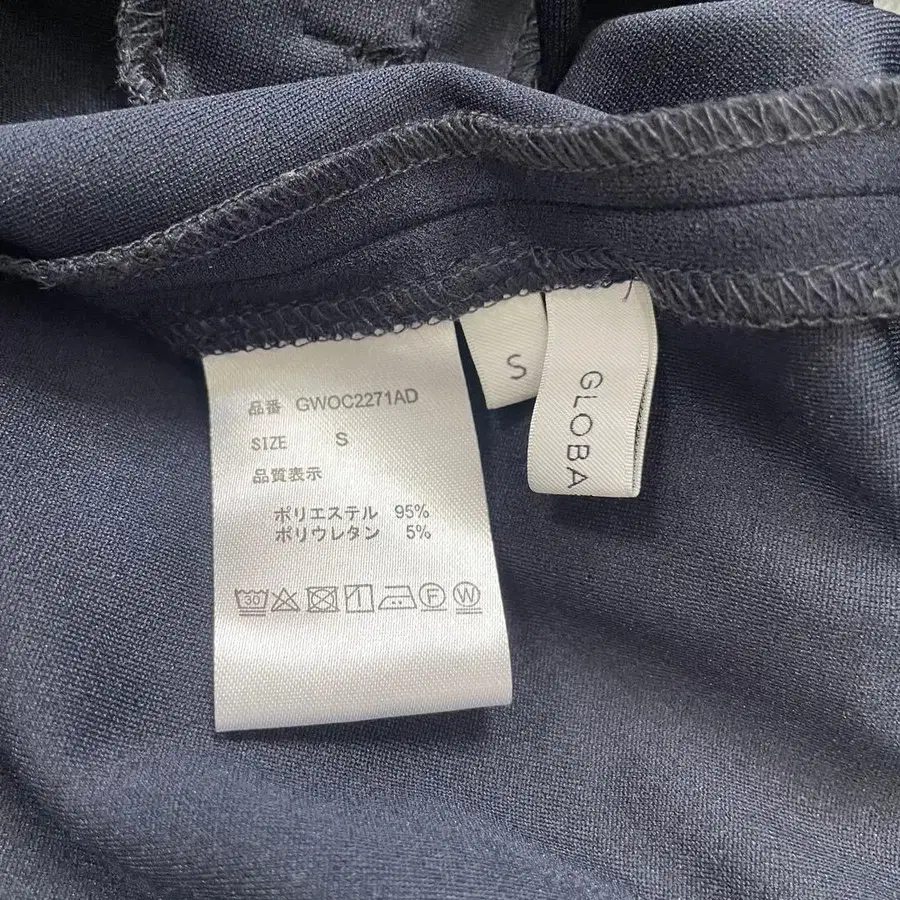 品番 GWOC2271AD
SIZE S
品質表示
ポリエステル 95%
ポリウレタン 5%
30 F W
S
GLOBA